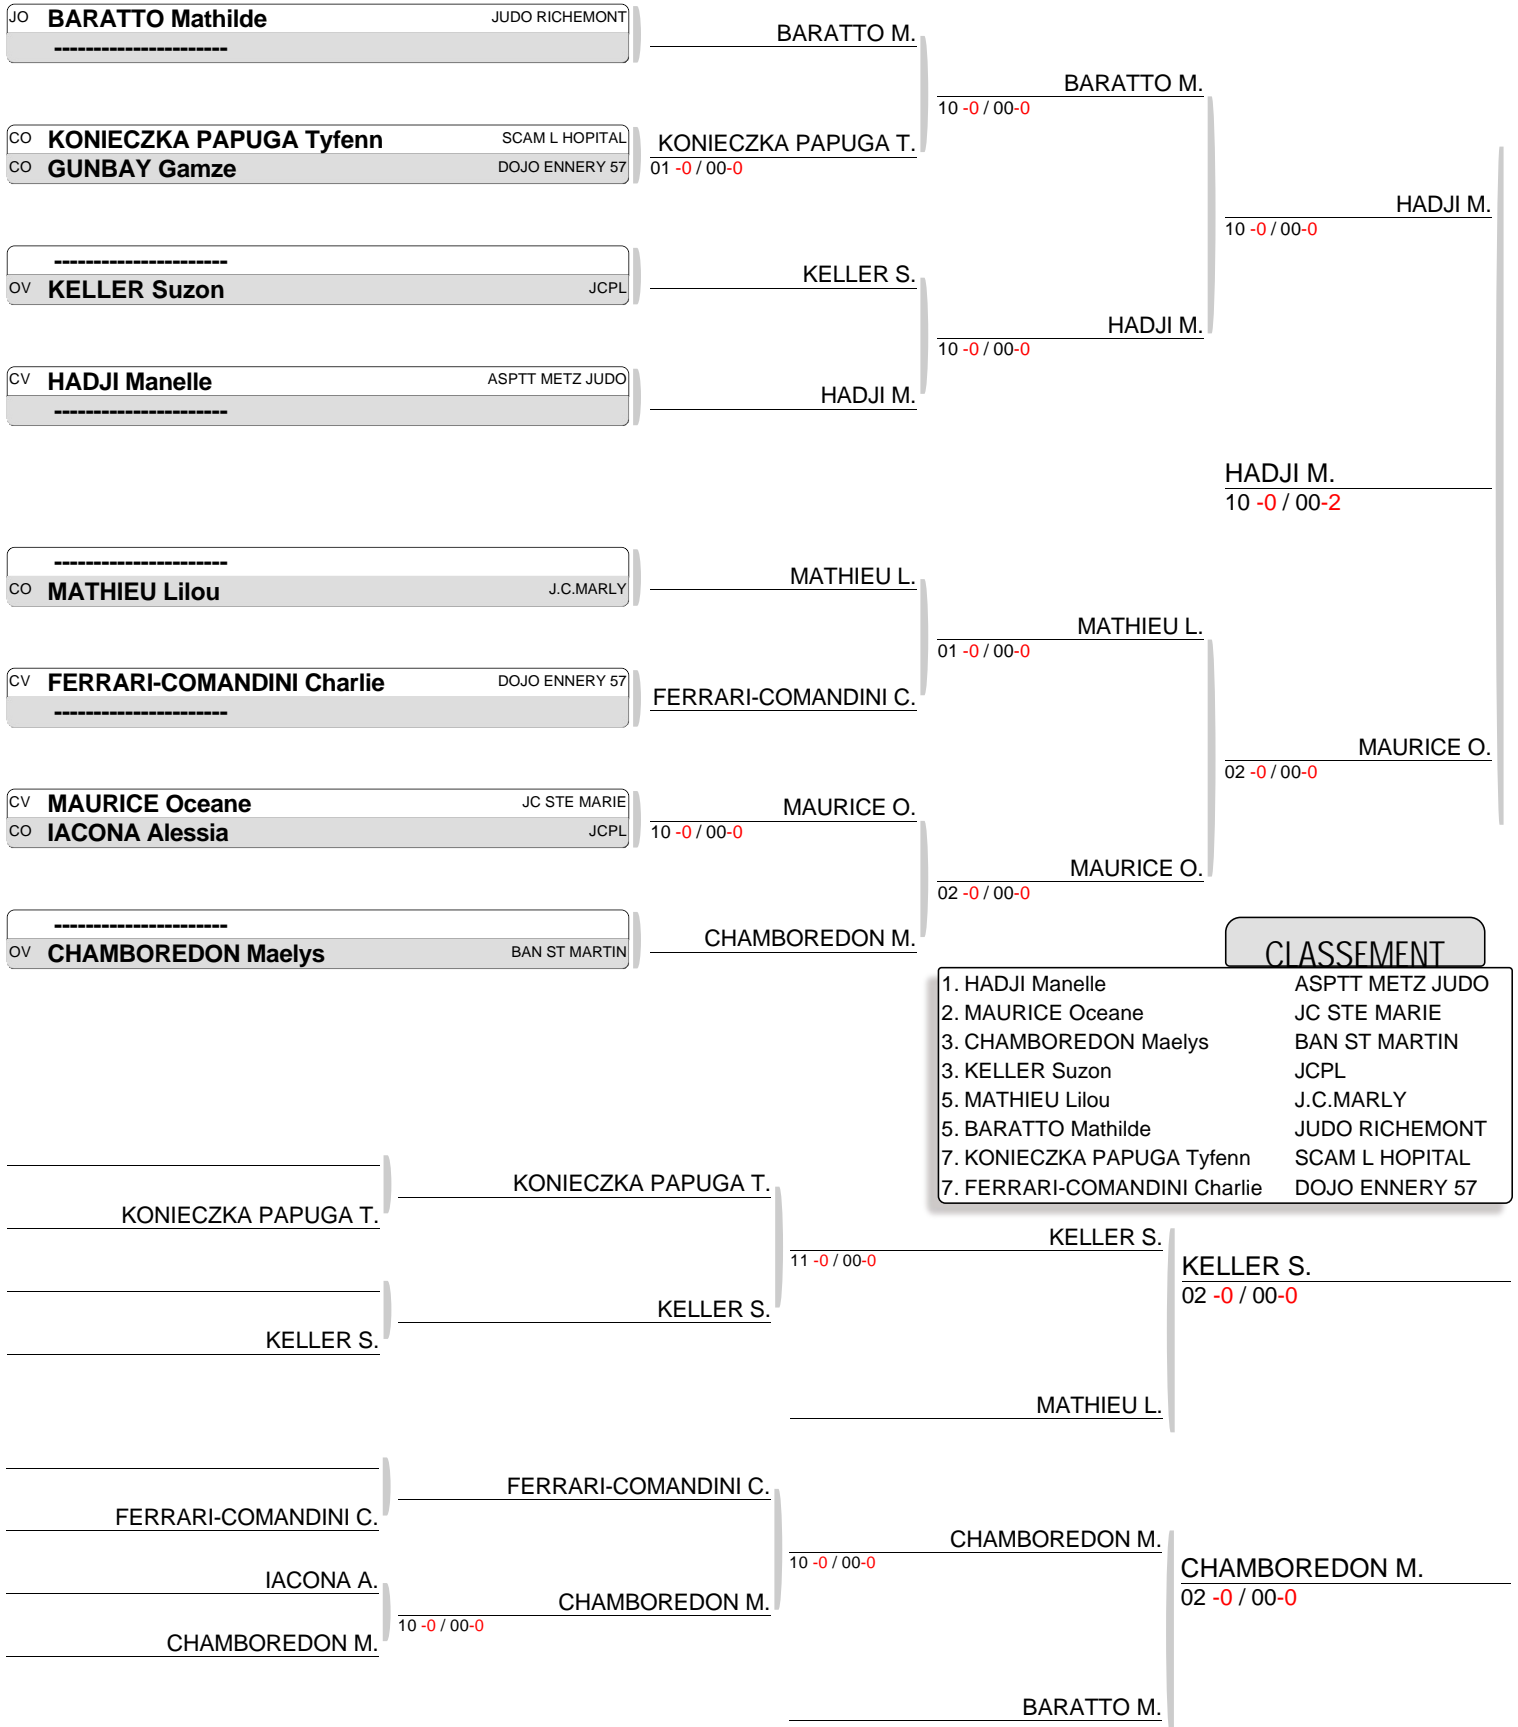 JO BARATTO Mathilde JUDO RICHEMONT
----------------------
BARATTO M.
BARATTO M.
10 -0 / 00-0
CO KONIECZKA PAPUGA Tyfenn SCAM L HOPITAL
CO GUNBAY Gamze DOJO ENNERY 57
KONIECZKA PAPUGA T.
01 -0 / 00-0
HADJI M.
10 -0 / 00-0
----------------------
OV KELLER Suzon JCPL
KELLER S.
HADJI M.
10 -0 / 00-0
CV HADJI Manelle ASPTT METZ JUDO
----------------------
HADJI M.
HADJI M.
10 -0 / 00-2
----------------------
CO MATHIEU Lilou J.C.MARLY
MATHIEU L.
MATHIEU L.
01 -0 / 00-0
CV FERRARI-COMANDINI Charlie DOJO ENNERY 57
----------------------
FERRARI-COMANDINI C.
MAURICE O.
02 -0 / 00-0
CV MAURICE Oceane JC STE MARIE
CO IACONA Alessia JCPL
MAURICE O.
10 -0 / 00-0
MAURICE O.
02 -0 / 00-0
----------------------
OV CHAMBOREDON Maelys BAN ST MARTIN
CHAMBOREDON M.
CLASSEMENT
1. HADJI Manelle ASPTT METZ JUDO
2. MAURICE Oceane JC STE MARIE
3. CHAMBOREDON Maelys BAN ST MARTIN
3. KELLER Suzon JCPL
5. MATHIEU Lilou J.C.MARLY
5. BARATTO Mathilde JUDO RICHEMONT
7. KONIECZKA PAPUGA Tyfenn SCAM L HOPITAL
7. FERRARI-COMANDINI Charlie DOJO ENNERY 57
KONIECZKA PAPUGA T.
KONIECZKA PAPUGA T.
KELLER S.
11 -0 / 00-0
KELLER S.
02 -0 / 00-0
KELLER S.
KELLER S.
MATHIEU L.
FERRARI-COMANDINI C.
FERRARI-COMANDINI C.
CHAMBOREDON M.
10 -0 / 00-0
CHAMBOREDON M.
02 -0 / 00-0
IACONA A.
CHAMBOREDON M.
10 -0 / 00-0
CHAMBOREDON M.
BARATTO M.